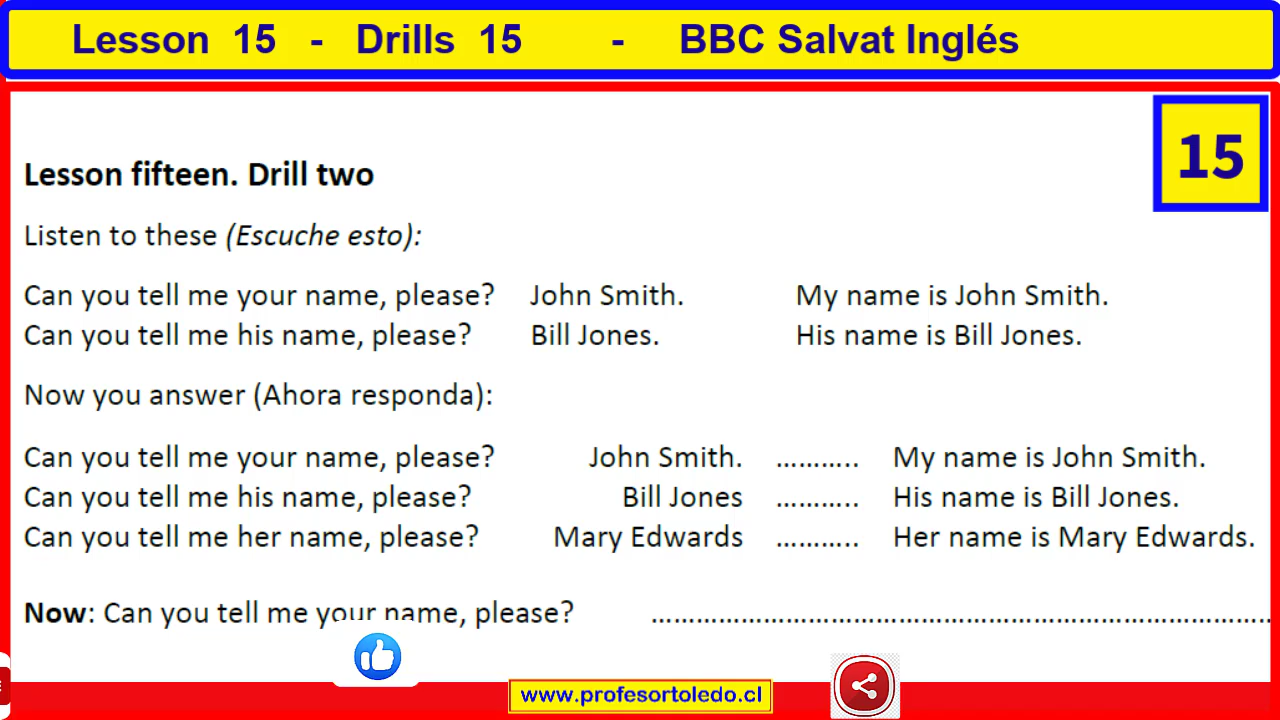 Lesson 15 - Drills 15 - BBC Salvat Inglés
15
Lesson fifteen. Drill two
Listen to these (Escuche esto):
Can you tell me your name, please? John Smith. My name is John Smith.
Can you tell me his name, please? Bill Jones. His name is Bill Jones.
Now you answer (Ahora responda):
Can you tell me your name, please? John Smith. ……….. My name is John Smith.
Can you tell me his name, please? Bill Jones ……….. His name is Bill Jones.
Can you tell me her name, please? Mary Edwards ……….. Her name is Mary Edwards.
Now: Can you tell me your name, please? ………………………………………………………………..
www.profesortoledo.cl